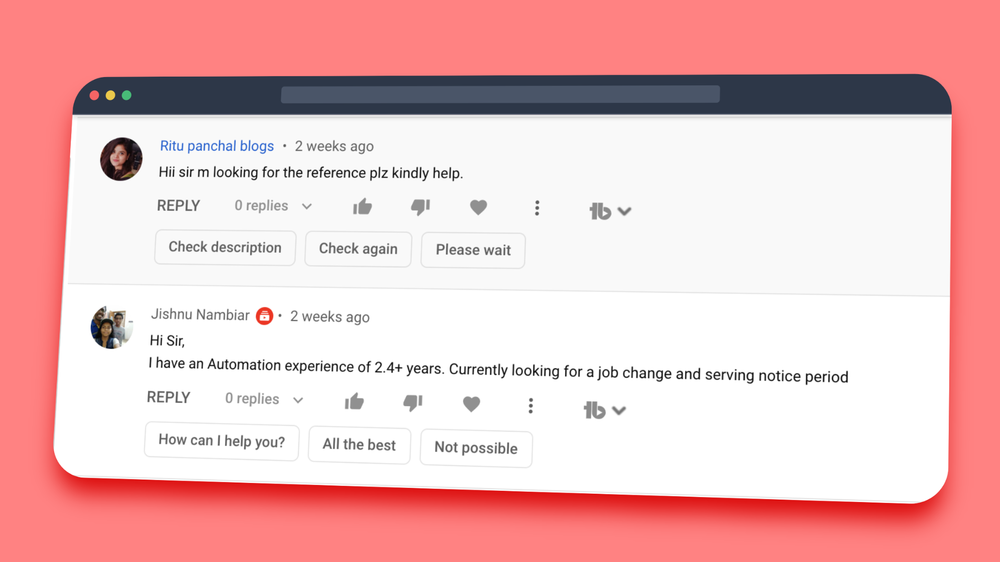 Ritu panchal blogs • 2 weeks ago
Hii sir m looking for the reference plz kindly help.
REPLY 0 replies
Check description Check again Please wait
Jishnu Nambiar • 2 weeks ago
Hi Sir,
I have an Automation experience of 2.4+ years. Currently looking for a job change and serving notice period
REPLY 0 replies
How can I help you? All the best Not possible